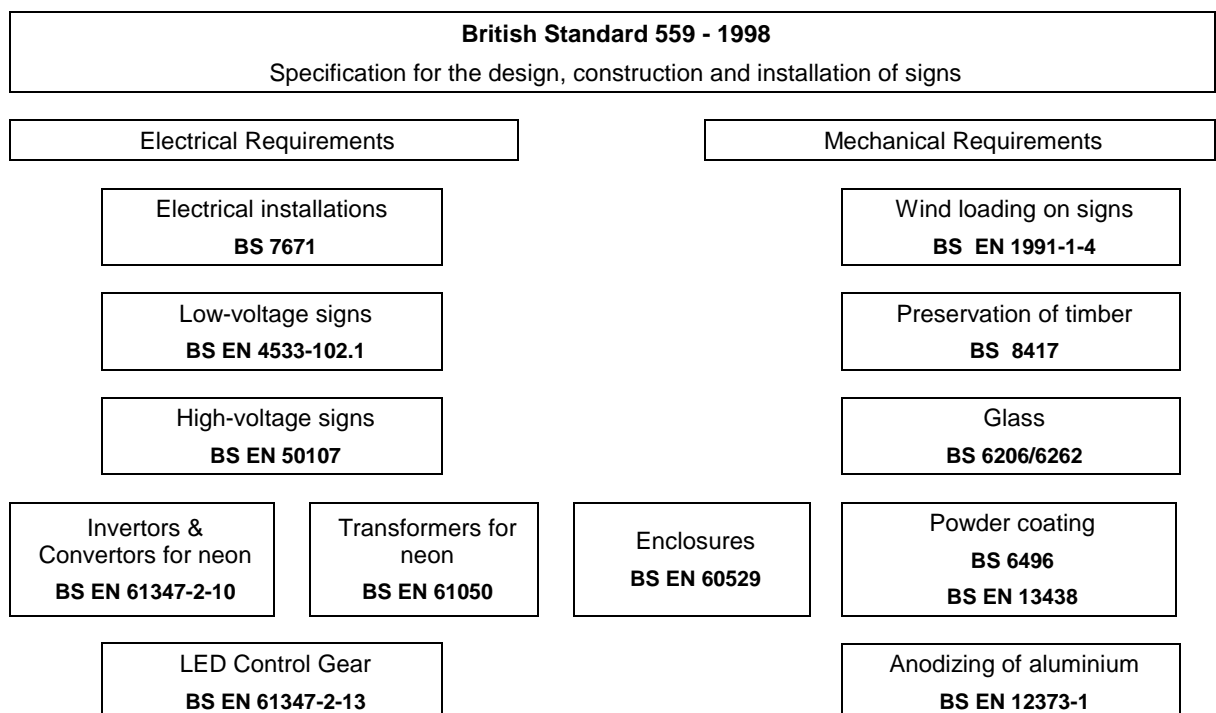 British Standard 559 - 1998
Specification for the design, construction and installation of signs
Electrical Requirements
Mechanical Requirements
Electrical installations
BS 7671
Wind loading on signs
BS EN 1991-1-4
Low-voltage signs
BS EN 4533-102.1
Preservation of timber
BS 8417
High-voltage signs
BS EN 50107
Glass
BS 6206/6262
Invertors &
Convertors for neon
BS EN 61347-2-10
Transformers for
neon
BS EN 61050
Enclosures
BS EN 60529
Powder coating
BS 6496
BS EN 13438
LED Control Gear
BS EN 61347-2-13
Anodizing of aluminium
BS EN 12373-1